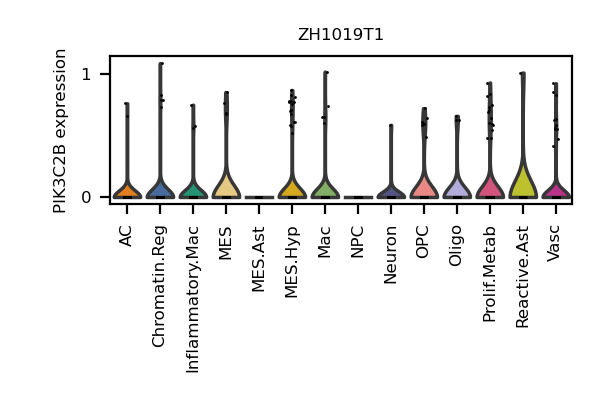 ZH1019T1
PIK3C2B expression
1
0
AC
Chromatin.Reg
Inflammatory.Mac
MES
MES.Ast
MES.Hyp
Mac
NPC
Neuron
OPC
Oligo
Prolif.Metab
Reactive.Ast
Vasc